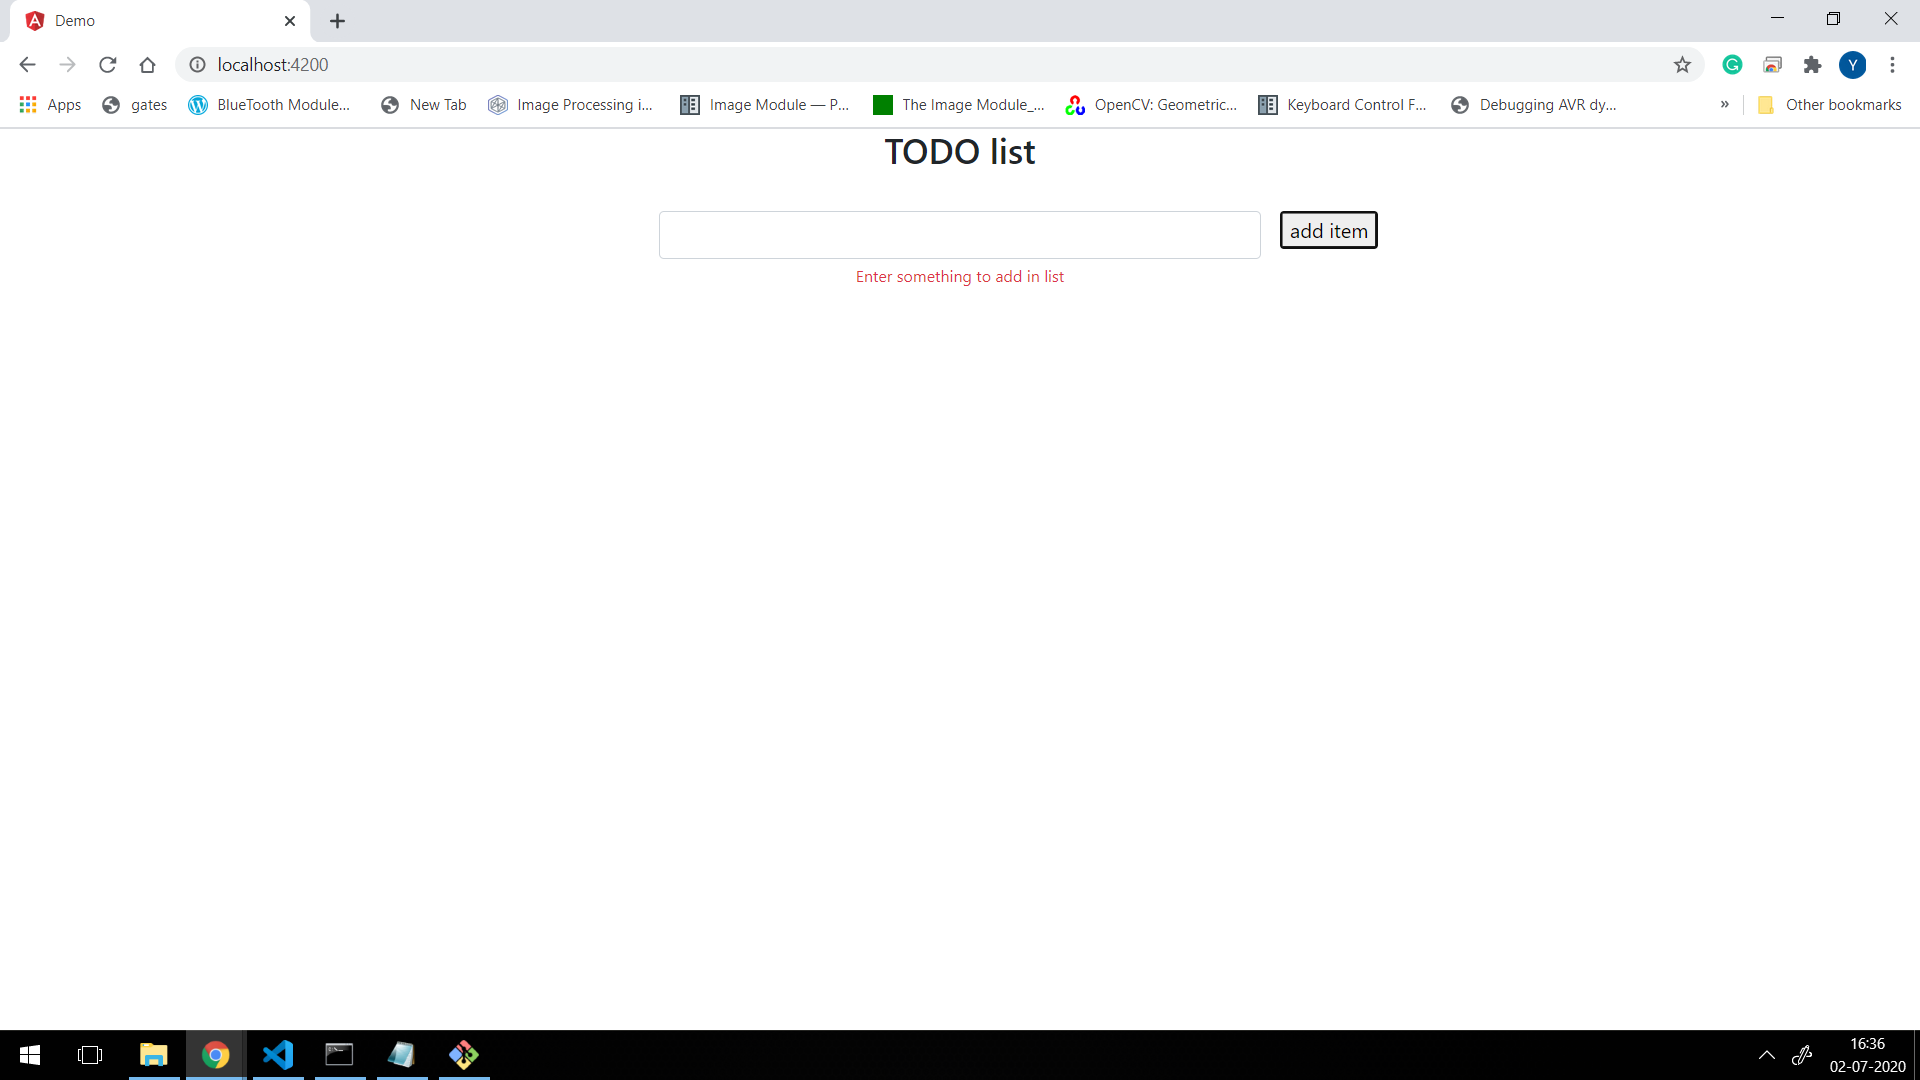 Demo
localhost:4200
Y
Apps
gates
BlueTooth Module...
New Tab
Image Processing i...
Image Module — P...
The Image Module_...
OpenCV: Geometric...
Keyboard Control F...
Debugging AVR dy...
»
Other bookmarks
TODO list
add item
Enter something to add in list
16:36
02-07-2020